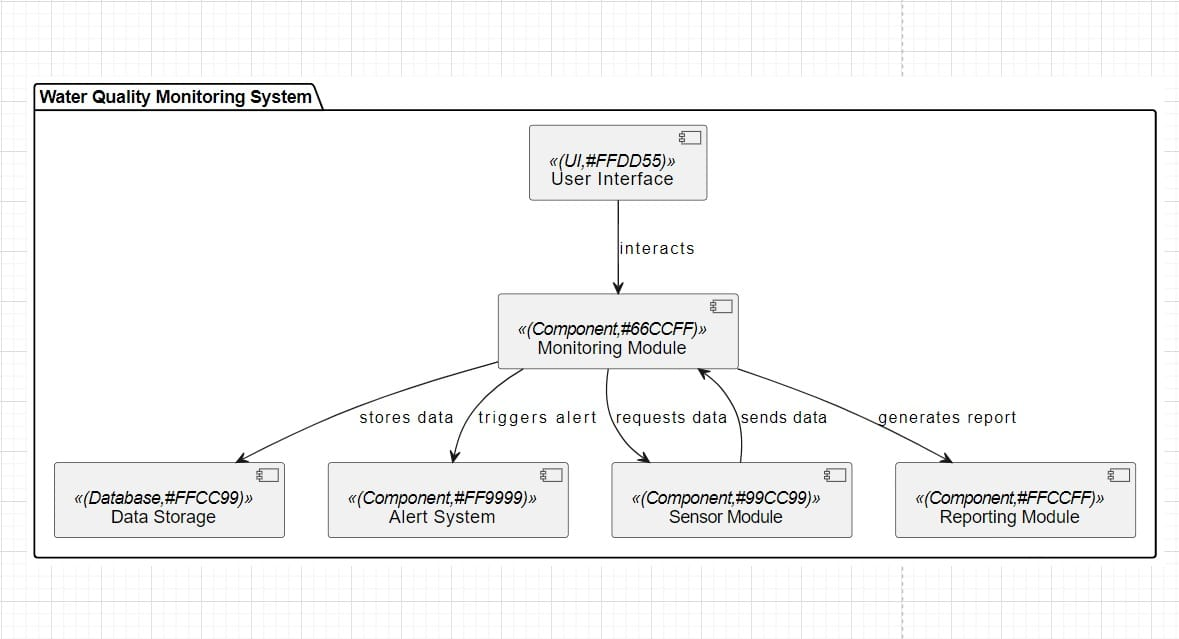 Water Quality Monitoring System
«(UI,#FFDD55)»
User Interface
interacts
«(Component,#66CCFF)»
Monitoring Module
stores data
triggers alert
requests data
sends data
generates report
«(Database,#FFCC99)»
Data Storage
«(Component,#FF9999)»
Alert System
«(Component,#99CC99)»
Sensor Module
«(Component,#FFCCFF)»
Reporting Module